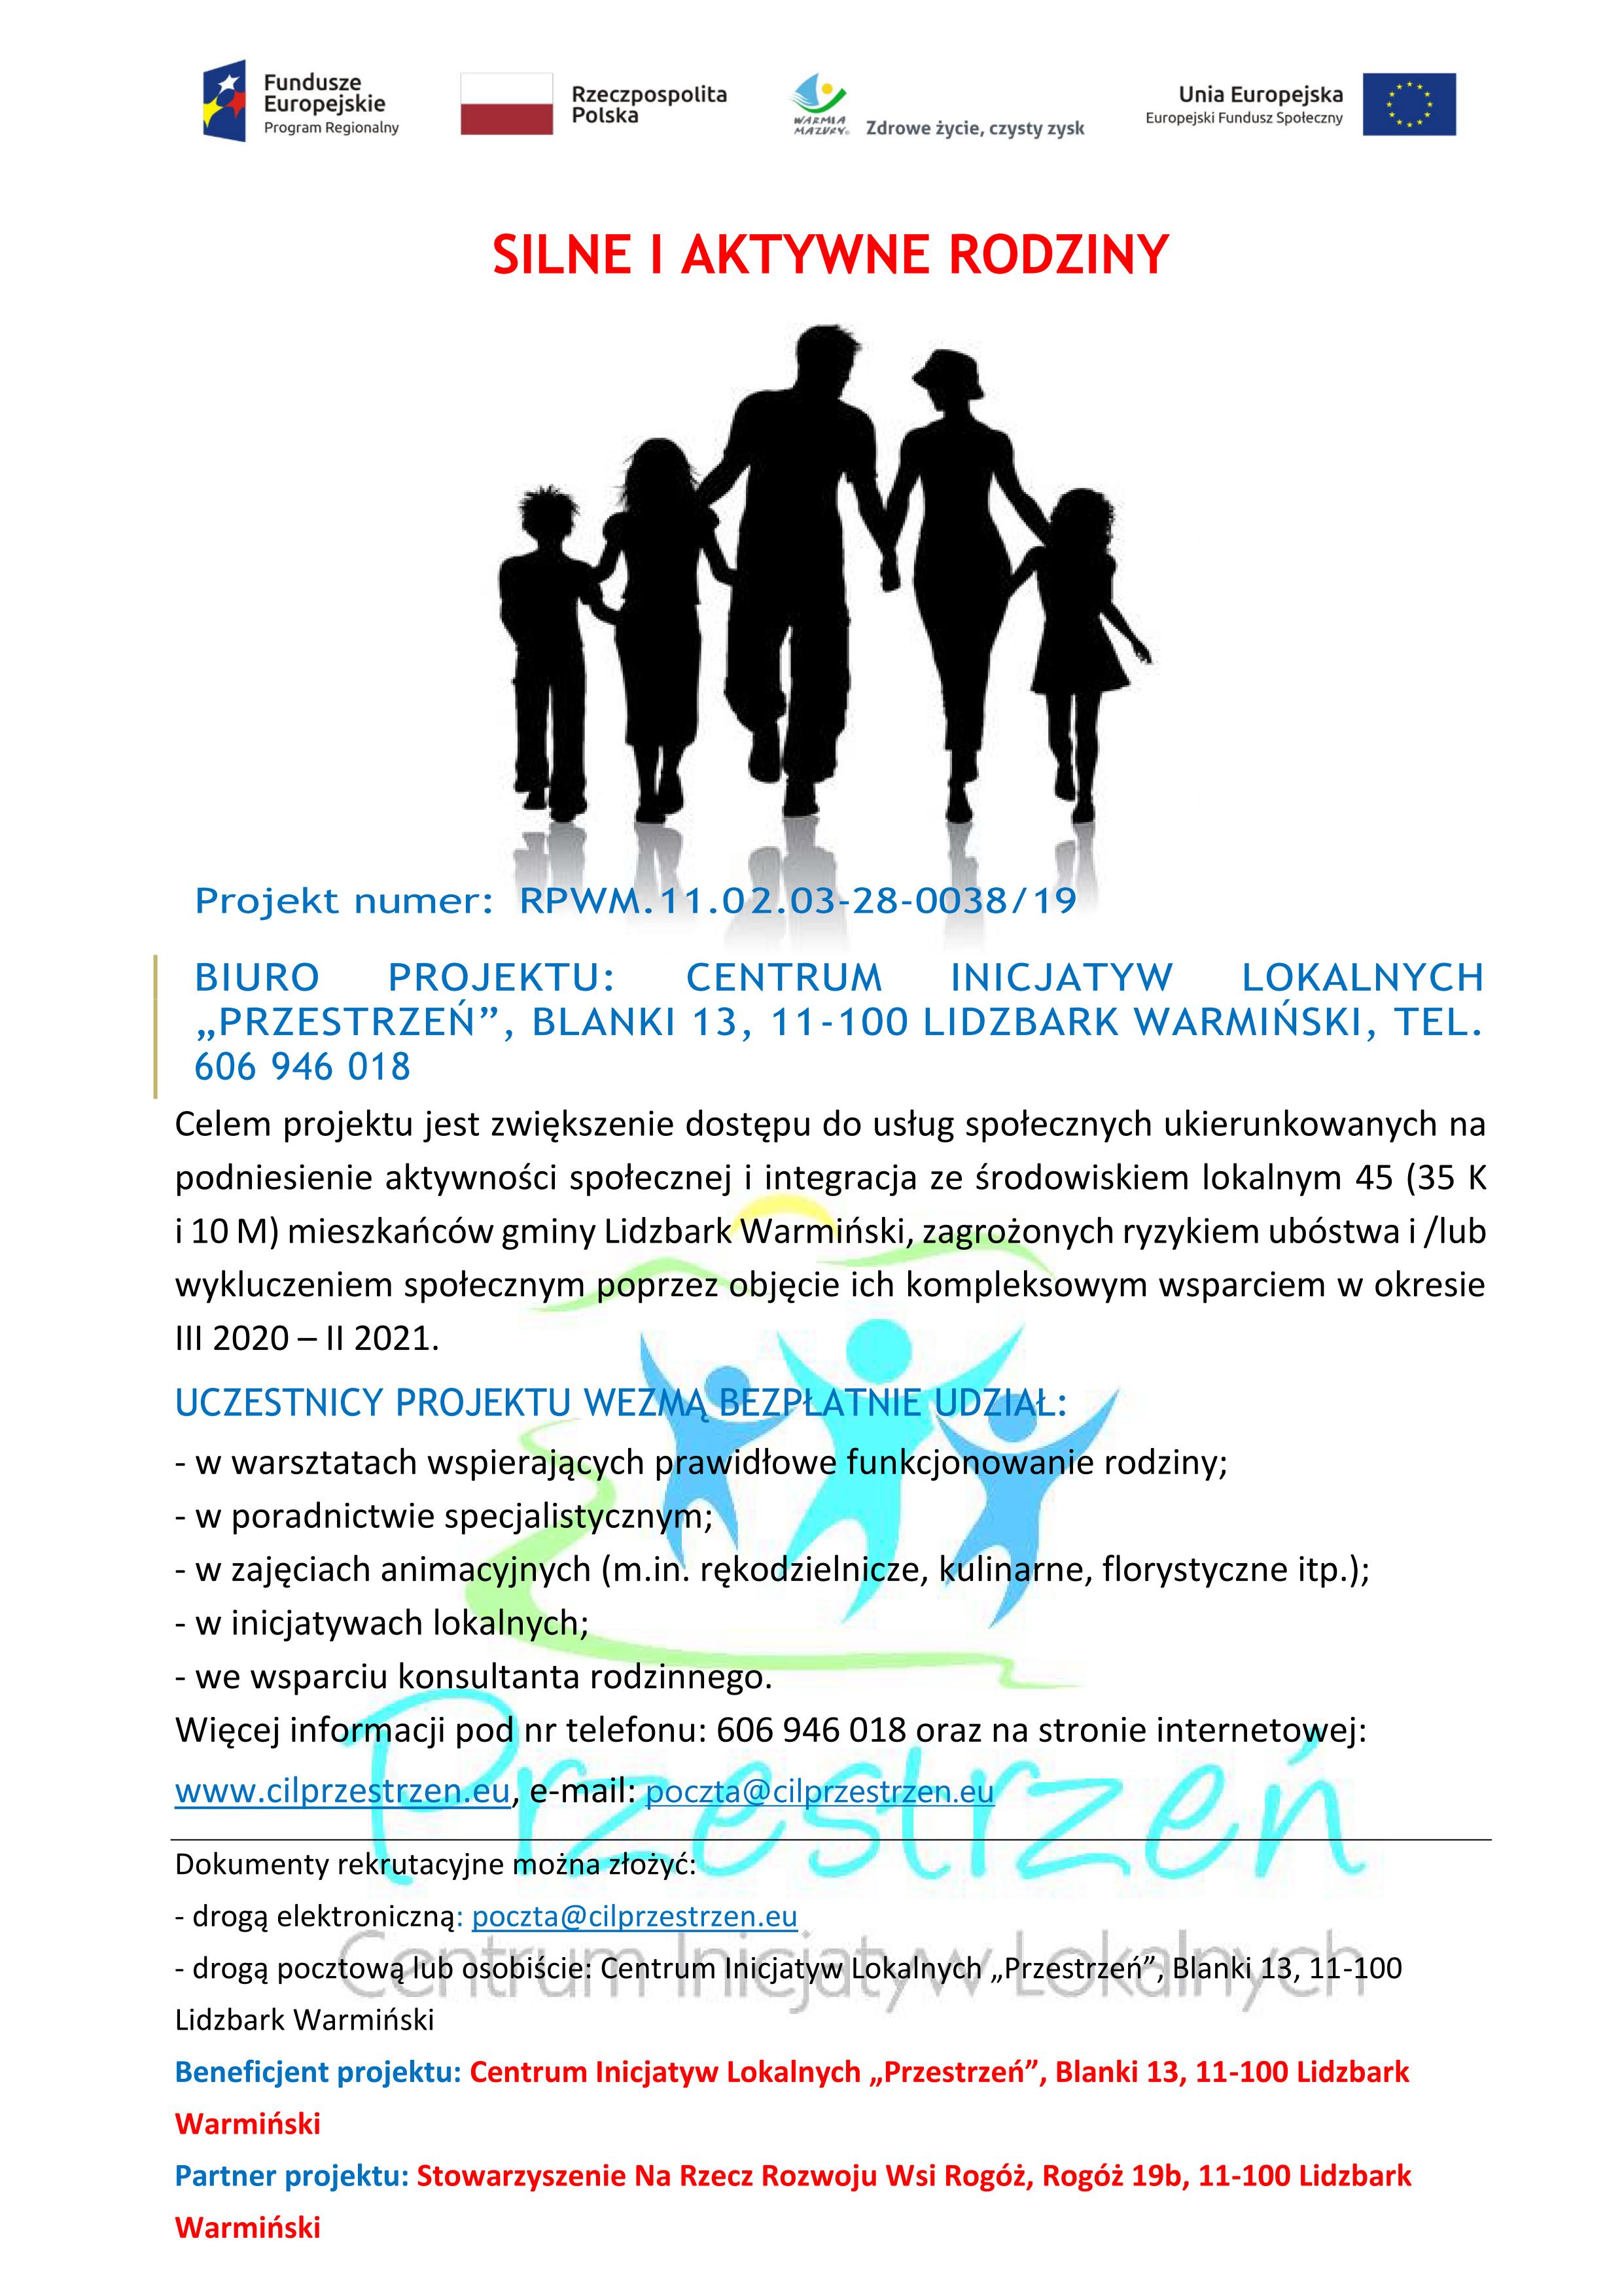 Fundusze
Europejskie
Program Regionalny
Rzeczpospolita
Polska
WARMIA
MAZURY
Zdrowe życie, czysty zysk
Unia Europejska
Europejski Fundusz Społeczny
SILNE I AKTYWNE RODZINY
Projekt numer: RPWM.11.02.03-28-0038/19
BIURO PROJEKTU: CENTRUM INICJATYW LOKALNYCH
„PRZESTRZEŃ”, BLANKI 13, 11-100 LIDZBARK WARMIŃSKI, TEL.
606 946 018
Celem projektu jest zwiększenie dostępu do usług społecznych ukierunkowanych na
podniesienie aktywności społecznej i integracja ze środowiskiem lokalnym 45 (35 K
i 10 M) mieszkańców gminy Lidzbark Warmiński, zagrożonych ryzykiem ubóstwa i /lub
wykluczeniem społecznym poprzez objęcie ich kompleksowym wsparciem w okresie
III 2020 – II 2021.
UCZESTNICY PROJEKTU WEZMĄ BEZPŁATNIE UDZIAŁ:
- w warsztatach wspierających prawidłowe funkcjonowanie rodziny;
- w poradnictwie specjalistycznym;
- w zajęciach animacyjnych (m.in. rękodzielnicze, kulinarne, florystyczne itp.);
- w inicjatywach lokalnych;
- we wsparciu konsultanta rodzinnego.
Więcej informacji pod nr telefonu: 606 946 018 oraz na stronie internetowej:
www.cilprzestrzen.eu, e-mail: poczta@cilprzestrzen.eu
Przestrzeń
Dokumenty rekrutacyjne można złożyć:
- drogą elektroniczną: poczta@cilprzestrzen.eu
Centrum Inicjatyw Lokalnych
- drogą pocztową lub osobiście: Centrum Inicjatyw Lokalnych „Przestrzeń”, Blanki 13, 11-100
Lidzbark Warmiński
Beneficjent projektu: Centrum Inicjatyw Lokalnych „Przestrzeń”, Blanki 13, 11-100 Lidzbark
Warmiński
Partner projektu: Stowarzyszenie Na Rzecz Rozwoju Wsi Rogóż, Rogóż 19b, 11-100 Lidzbark
Warmiński